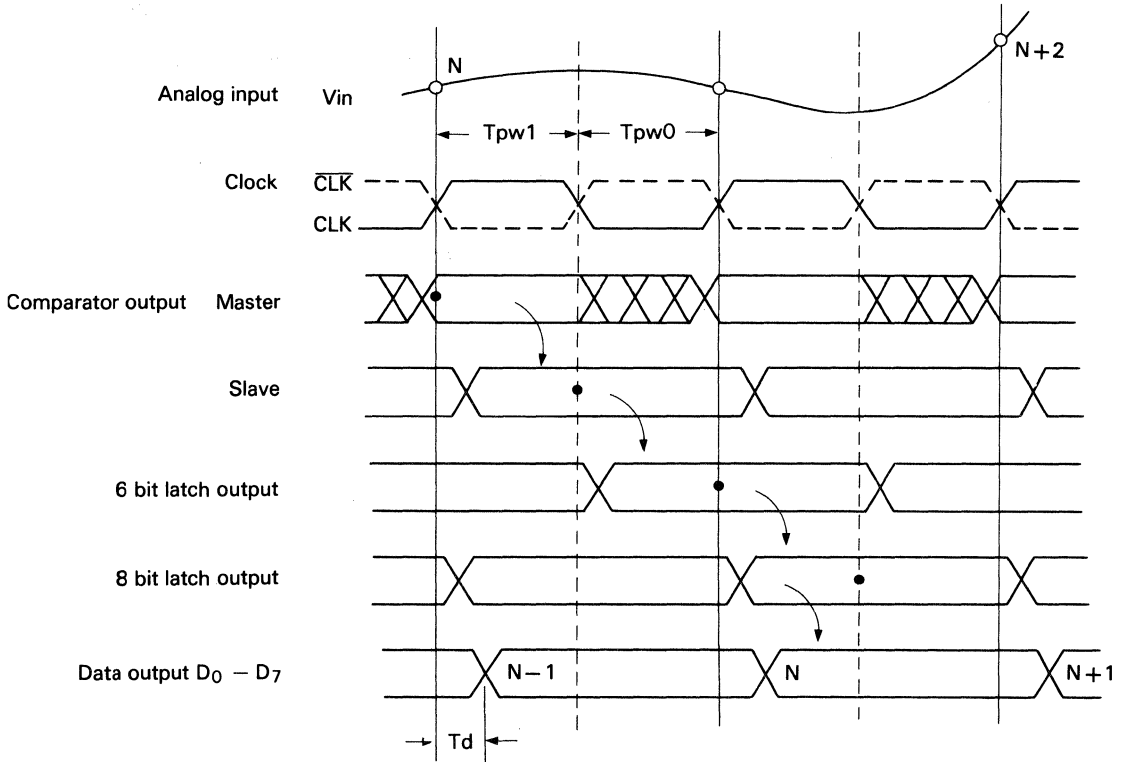 N
N+2
Analog input Vin
Tpw1 Tpw0
Clock C̅L̅K̅
CLK
Comparator output Master
Slave
6 bit latch output
8 bit latch output
Data output D₀ – D₇ N–1 N N+1
Td